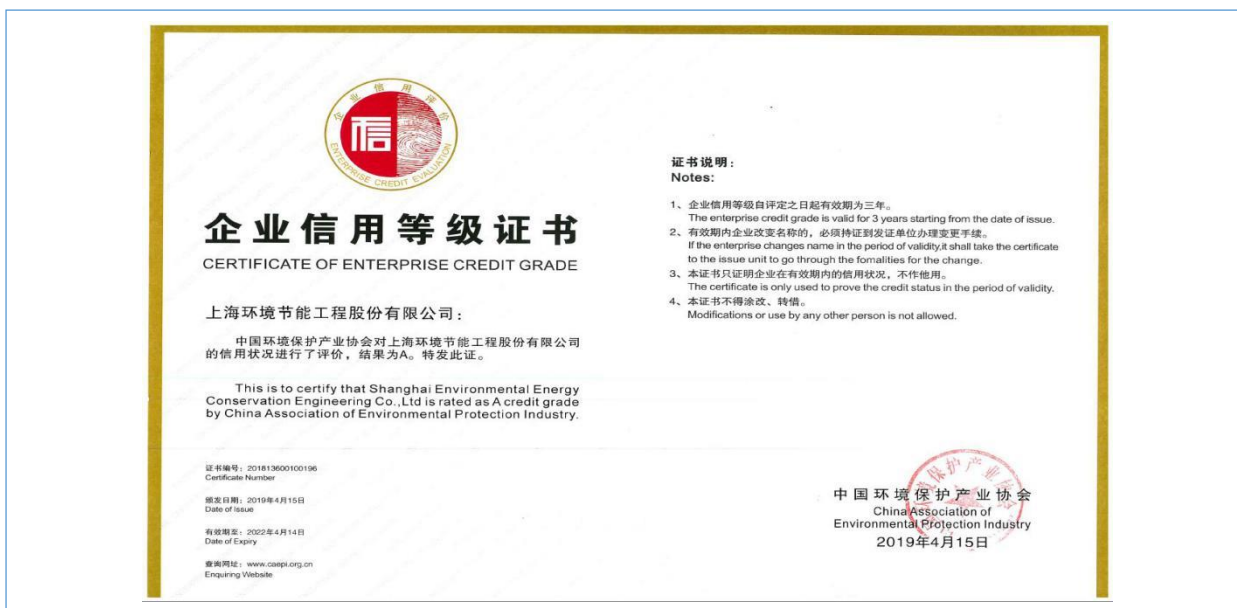 企业信用评价
信
ENTERPRISE CREDIT EVALUATION
企业信用等级证书
CERTIFICATE OF ENTERPRISE CREDIT GRADE
上海环境节能工程股份有限公司：
中国环境保护产业协会对上海环境节能工程股份有限公司
的信用状况进行了评价，结果为A。特发此证。
This is to certify that Shanghai Environmental Energy
Conservation Engineering Co.,Ltd is rated as A credit grade
by China Association of Environmental Protection Industry.
证书编号：201813600100196
Certificate Number
颁发日期：2019年4月15日
Date of Issue
有效期至：2022年4月14日
Date of Expiry
查询网址：www.caepi.org.cn
Enquiring Website
证书说明：
Notes:
1、企业信用等级自评定之日起有效期为三年。
The enterprise credit grade is valid for 3 years starting from the date of issue.
2、有效期内企业改变名称的，必须持证到发证单位办理变更手续。
If the enterprise changes name in the period of validity,it shall take the certificate
to the issue unit to go through the fomalities for the change.
3、本证书只证明企业在有效期内的信用状况，不作他用。
The certificate is only used to prove the credit status in the period of validity.
4、本证书不得涂改、转借。
Modifications or use by any other person is not allowed.
中国环境保护产业协会
China Association of
Environmental Protection Industry
2019年4月15日